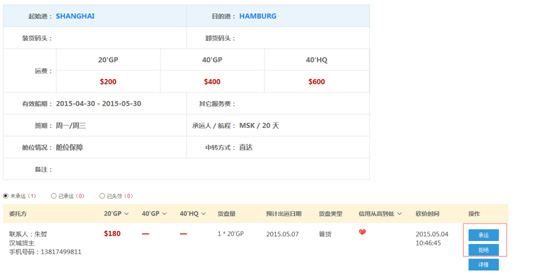 起始港： SHANGHAI 目的港： HAMBURG
装货码头： 卸货码头：
运费： 20'GP 40'GP 40'HQ
$200 $400 $600
有效船期： 2015-04-30 - 2015-05-30 其它服务费：
班期： 周一/周三 承运人 / 航程： MSK / 20 天
舱位情况： 舱位保障 中转方式： 直达
备注：
未承运（1） 已承运（0） 已失效（0）
委托方 20'GP 40'GP 40'HQ 货盘量 预计出运日期 货盘类型 信用从高到低 砍价时间 操作
联系人：朱哲 $180 — — 1 * 20'GP 2015.05.07 普货 2015.05.04 承运
汉城货主 10:46:45
手机号码：13817499811 拒绝
详情